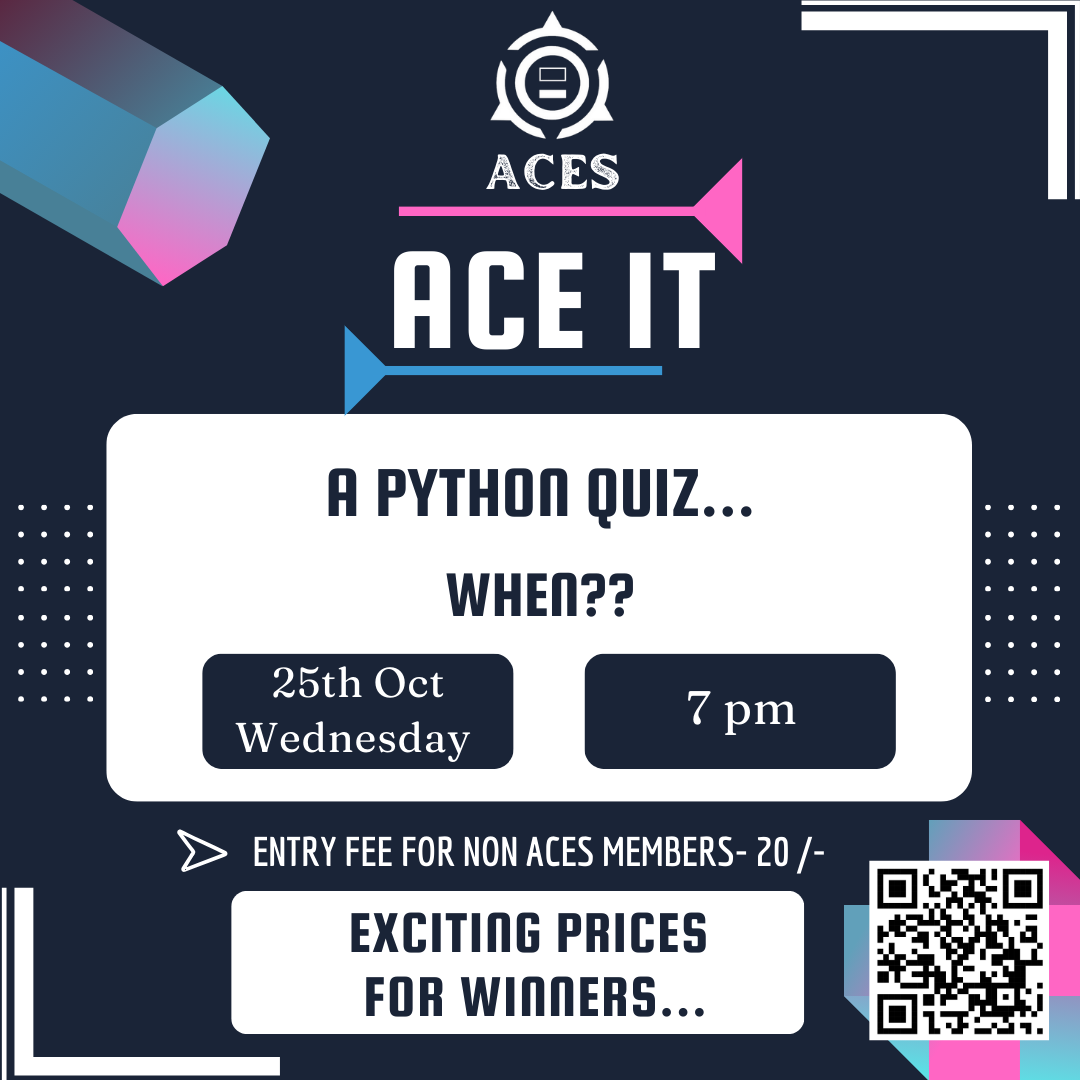 ACES
ACE IT
A PYTHON QUIZ...
WHEN??
25th Oct
Wednesday
7 pm
ENTRY FEE FOR NON ACES MEMBERS- 20 /-
EXCITING PRICES
FOR WINNERS...